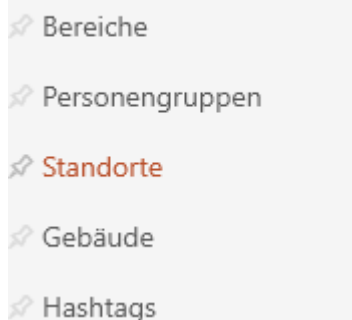 Bereiche
Personengruppen
Standorte
Gebäude
Hashtags